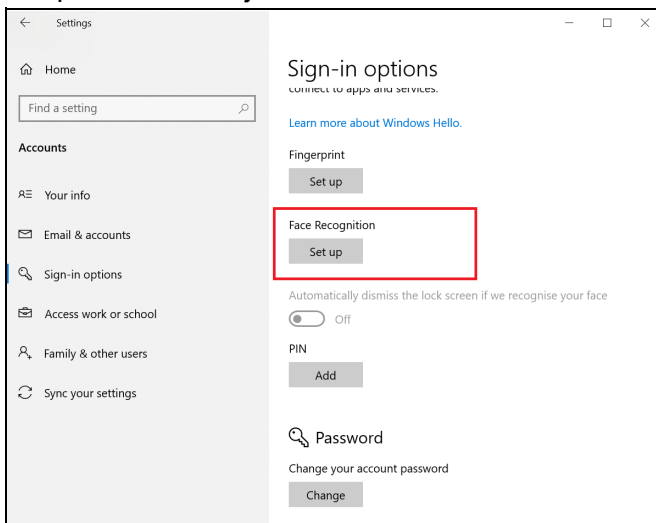 Settings
Home
Find a setting
Accounts
Your info
Email & accounts
Sign-in options
Access work or school
Family & other users
Sync your settings
Sign-in options
connect to apps and services.
Learn more about Windows Hello.
Fingerprint
Set up
Face Recognition
Set up
Automatically dismiss the lock screen if we recognise your face
Off
PIN
Add
Password
Change your account password
Change